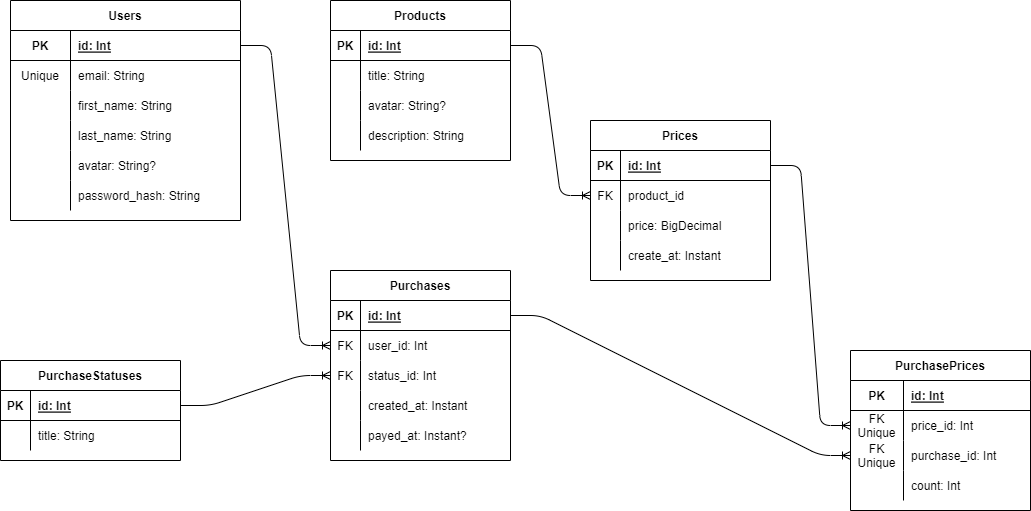 Users
PK id: Int
Unique email: String
first_name: String
last_name: String
avatar: String?
password_hash: String
Products
PK id: Int
title: String
avatar: String?
description: String
Prices
PK id: Int
FK product_id
price: BigDecimal
create_at: Instant
Purchases
PK id: Int
FK user_id: Int
FK status_id: Int
created_at: Instant
payed_at: Instant?
PurchaseStatuses
PK id: Int
title: String
PurchasePrices
PK id: Int
FK
Unique price_id: Int
FK
Unique purchase_id: Int
count: Int